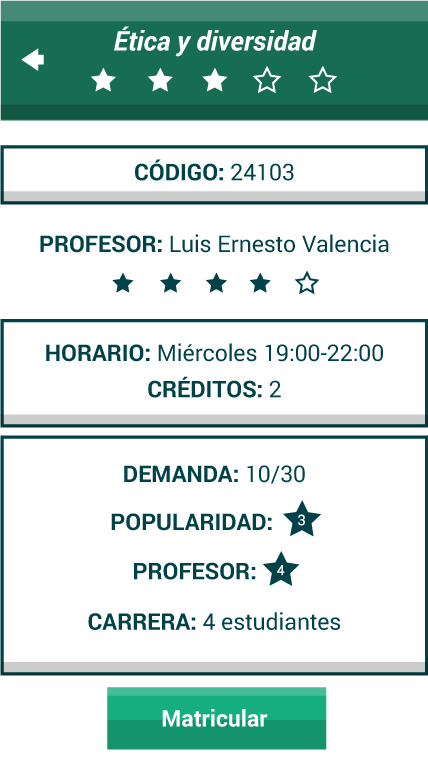 Ética y diversidad
CÓDIGO: 24103
PROFESOR: Luis Ernesto Valencia
HORARIO: Miércoles 19:00-22:00
CRÉDITOS: 2
DEMANDA: 10/30
POPULARIDAD: 3
PROFESOR: 4
CARRERA: 4 estudiantes
Matricular